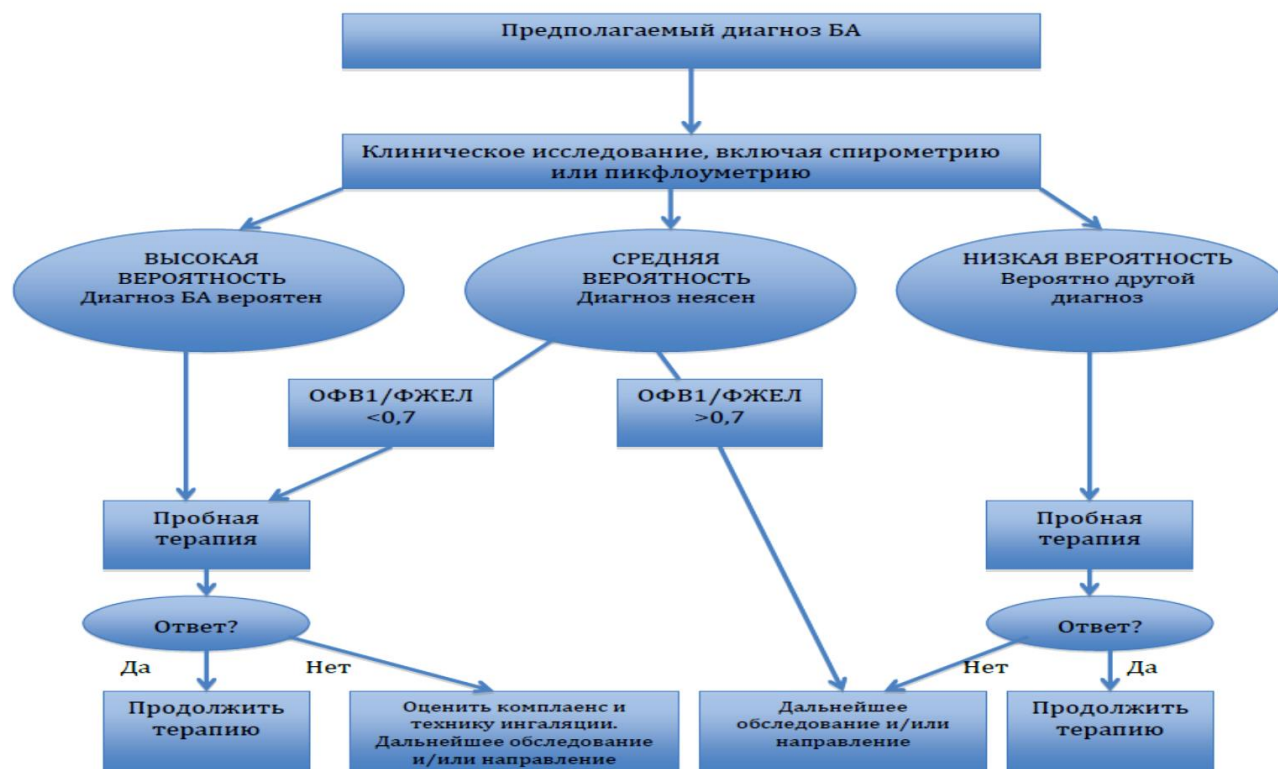 Предполагаемый диагноз БА
Клиническое исследование, включая спирометрию
или пикфлоуметрию
ВЫСОКАЯ
ВЕРОЯТНОСТЬ
Диагноз БА вероятен
СРЕДНЯЯ
ВЕРОЯТНОСТЬ
Диагноз неясен
НИЗКАЯ ВЕРОЯТНОСТЬ
Вероятно другой
диагноз
ОФВ1/ФЖЕЛ
<0,7
ОФВ1/ФЖЕЛ
>0,7
Пробная
терапия
Пробная
терапия
Ответ?
Ответ?
Да
Нет
Нет
Да
Продолжить
терапию
Оценить комплаенс и
технику ингаляции.
Дальнейшее обследование
и/или направление
Дальнейшее
обследование и/или
направление
Продолжить
терапию